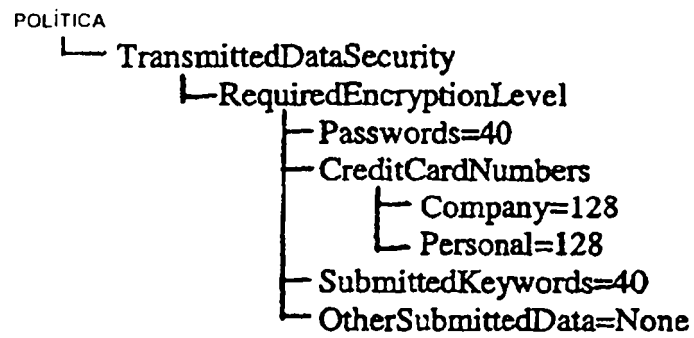 POLÍTICA
TransmittedDataSecurity
RequiredEncryptionLevel
Passwords=40
CreditCardNumbers
Company=128
Personal=128
SubmittedKeywords=40
OtherSubmittedData=None